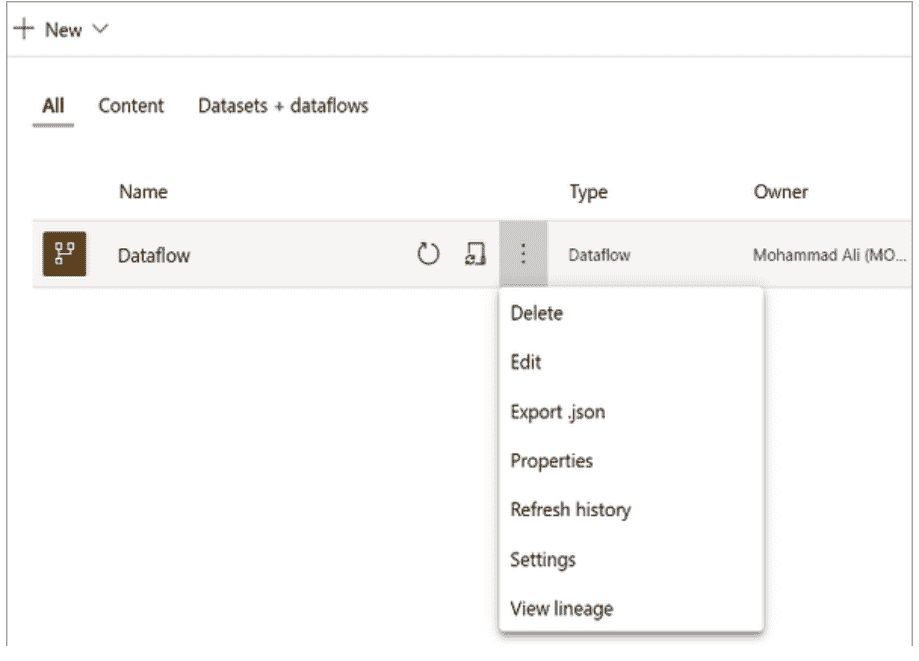 + New
All Content Datasets + dataflows
Name Type Owner
Dataflow Dataflow Mohammad Ali (MO...
Delete
Edit
Export .json
Properties
Refresh history
Settings
View lineage